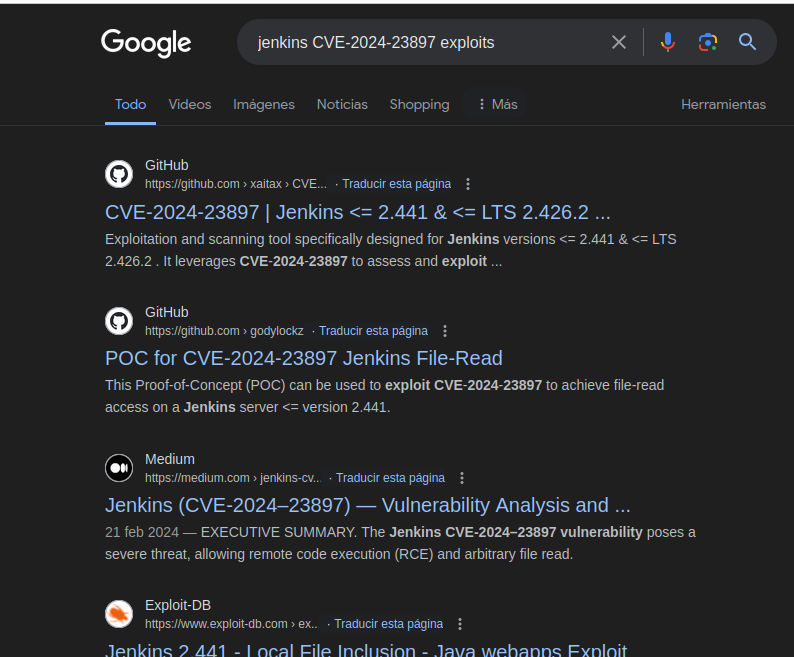 Google
jenkins CVE-2024-23897 exploits
Todo Videos Imágenes Noticias Shopping Más Herramientas
GitHub
https://github.com › xaitax › CVE... · Traducir esta página
CVE-2024-23897 | Jenkins <= 2.441 & <= LTS 2.426.2 ...
Exploitation and scanning tool specifically designed for Jenkins versions <= 2.441 & <= LTS
2.426.2 . It leverages CVE-2024-23897 to assess and exploit ...
GitHub
https://github.com › godylockz · Traducir esta página
POC for CVE-2024-23897 Jenkins File-Read
This Proof-of-Concept (POC) can be used to exploit CVE-2024-23897 to achieve file-read
access on a Jenkins server <= version 2.441.
Medium
https://medium.com › jenkins-cv... · Traducir esta página
Jenkins (CVE-2024–23897) — Vulnerability Analysis and ...
21 feb 2024 — EXECUTIVE SUMMARY. The Jenkins CVE-2024–23897 vulnerability poses a
severe threat, allowing remote code execution (RCE) and arbitrary file read.
Exploit-DB
https://www.exploit-db.com › ex.. · Traducir esta página
Jenkins 2.441 - Local File Inclusion - Java webapps Exploit